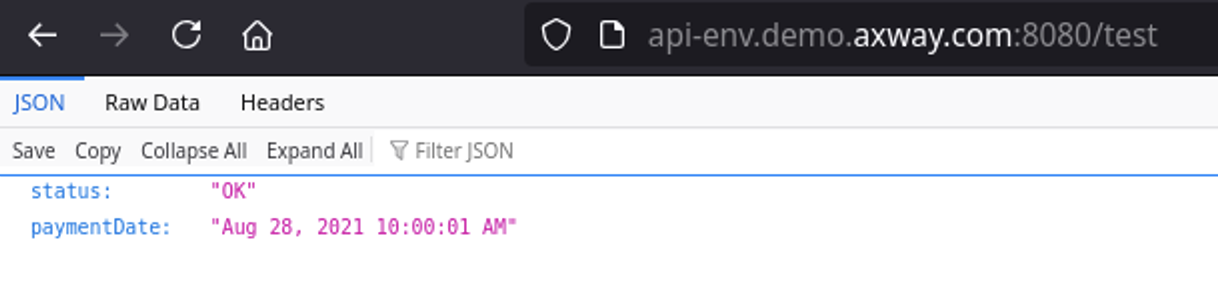 api-env.demo.axway.com:8080/test
JSON Raw Data Headers
Save Copy Collapse All Expand All Filter JSON
status: "OK"
paymentDate: "Aug 28, 2021 10:00:01 AM"